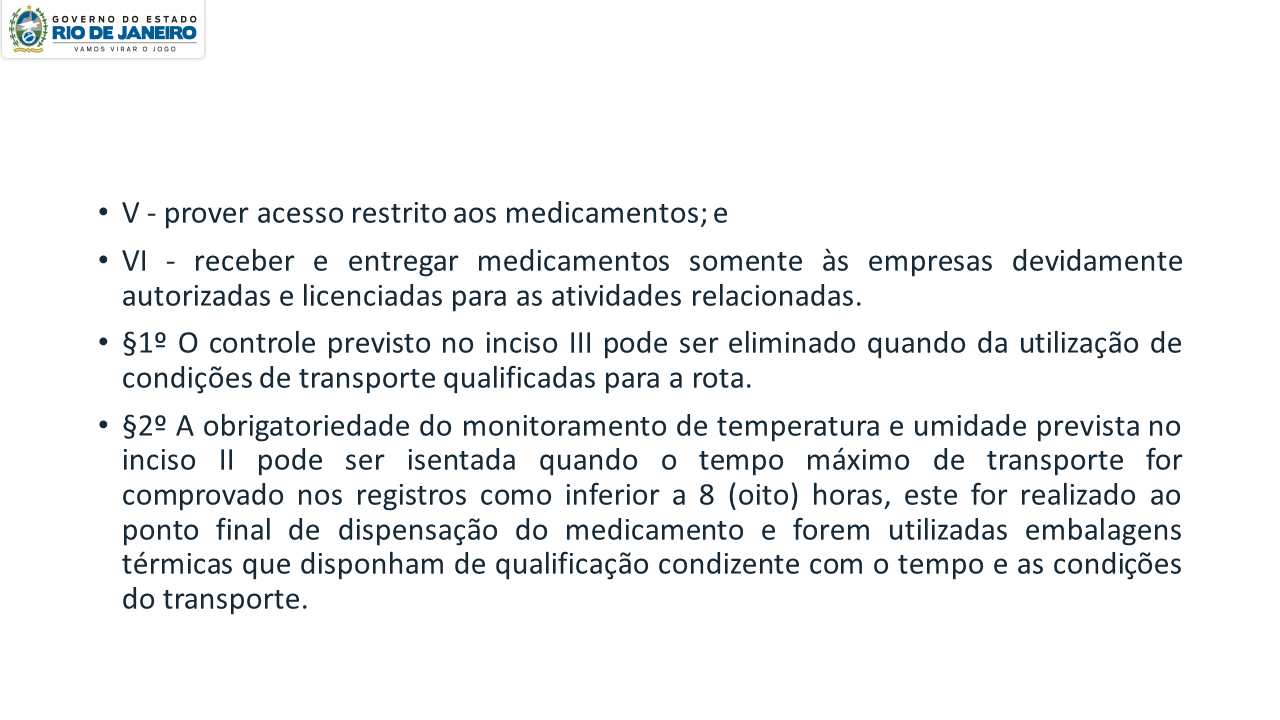 GOVERNO DO ESTADO
RIO DE JANEIRO
VAMOS VIRAR O JOGO
• V - prover acesso restrito aos medicamentos; e
• VI - receber e entregar medicamentos somente às empresas devidamente
autorizadas e licenciadas para as atividades relacionadas.
• §1º O controle previsto no inciso III pode ser eliminado quando da utilização de
condições de transporte qualificadas para a rota.
• §2º A obrigatoriedade do monitoramento de temperatura e umidade prevista no
inciso II pode ser isentada quando o tempo máximo de transporte for
comprovado nos registros como inferior a 8 (oito) horas, este for realizado ao
ponto final de dispensação do medicamento e forem utilizadas embalagens
térmicas que disponham de qualificação condizente com o tempo e as condições
do transporte.